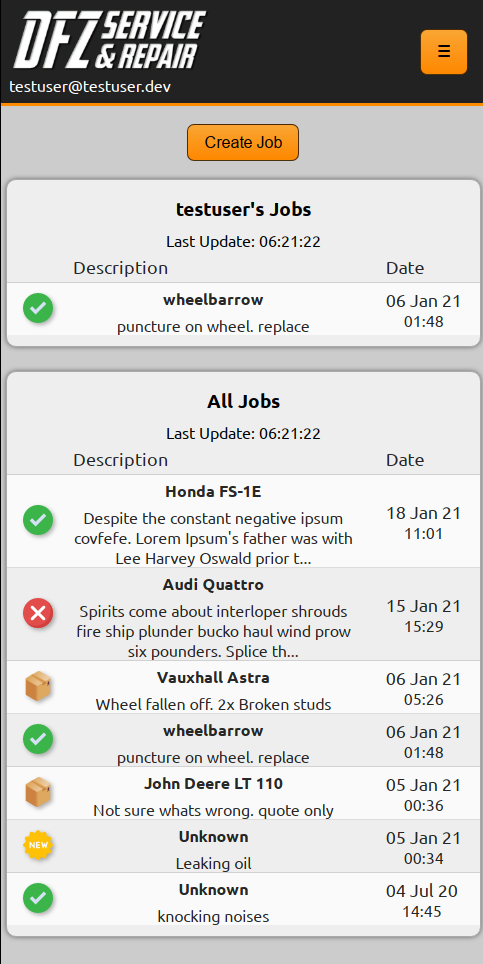 DFZ SERVICE
& REPAIR
testuser@testuser.dev
☰
Create Job
testuser's Jobs
Last Update: 06:21:22
Description Date
wheelbarrow
puncture on wheel. replace
06 Jan 21
01:48
All Jobs
Last Update: 06:21:22
Description Date
Honda FS-1E
Despite the constant negative ipsum
covfefe. Lorem Ipsum's father was with
Lee Harvey Oswald prior t...
18 Jan 21
11:01
Audi Quattro
Spirits come about interloper shrouds
fire ship plunder bucko haul wind prow
six pounders. Splice th...
15 Jan 21
15:29
Vauxhall Astra
Wheel fallen off. 2x Broken studs
06 Jan 21
05:26
wheelbarrow
puncture on wheel. replace
06 Jan 21
01:48
John Deere LT 110
Not sure whats wrong. quote only
05 Jan 21
00:36
NEW
Unknown
Leaking oil
05 Jan 21
00:34
Unknown
knocking noises
04 Jul 20
14:45